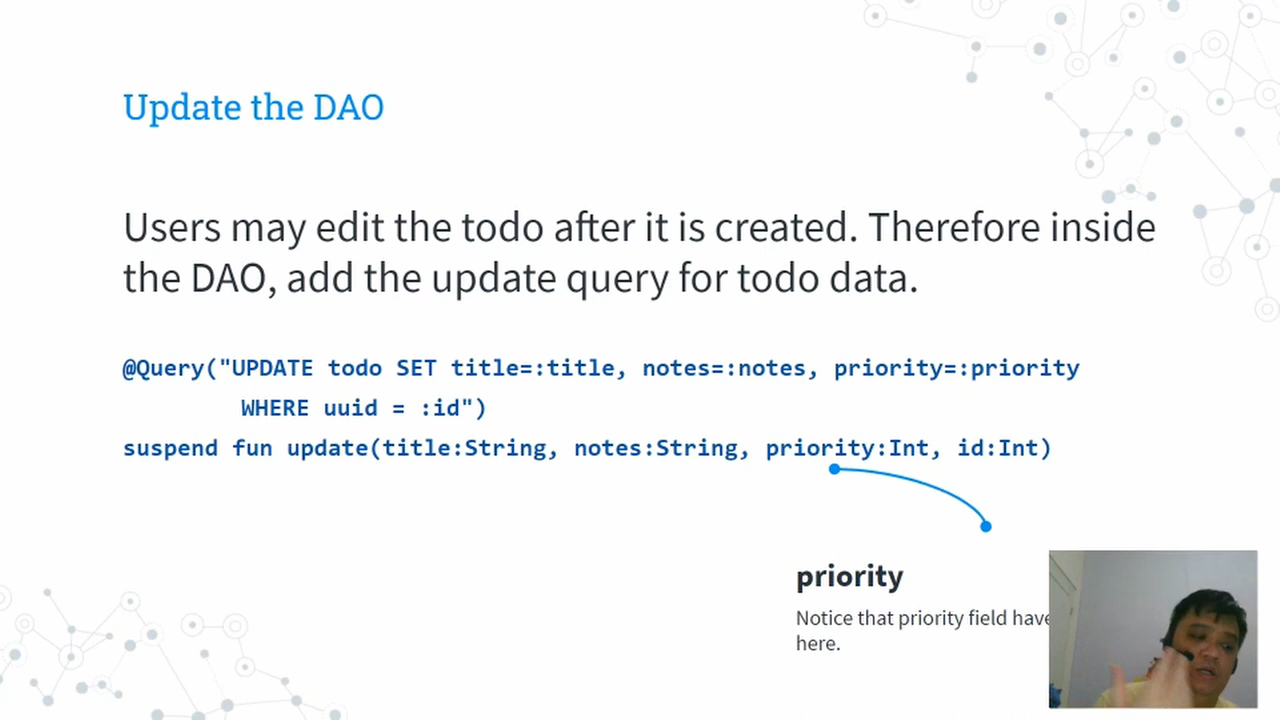 Update the DAO
Users may edit the todo after it is created. Therefore inside
the DAO, add the update query for todo data.
@Query("UPDATE todo SET title=:title, notes=:notes, priority=:priority
WHERE uuid = :id")
suspend fun update(title:String, notes:String, priority:Int, id:Int)
priority
Notice that priority field have
here.